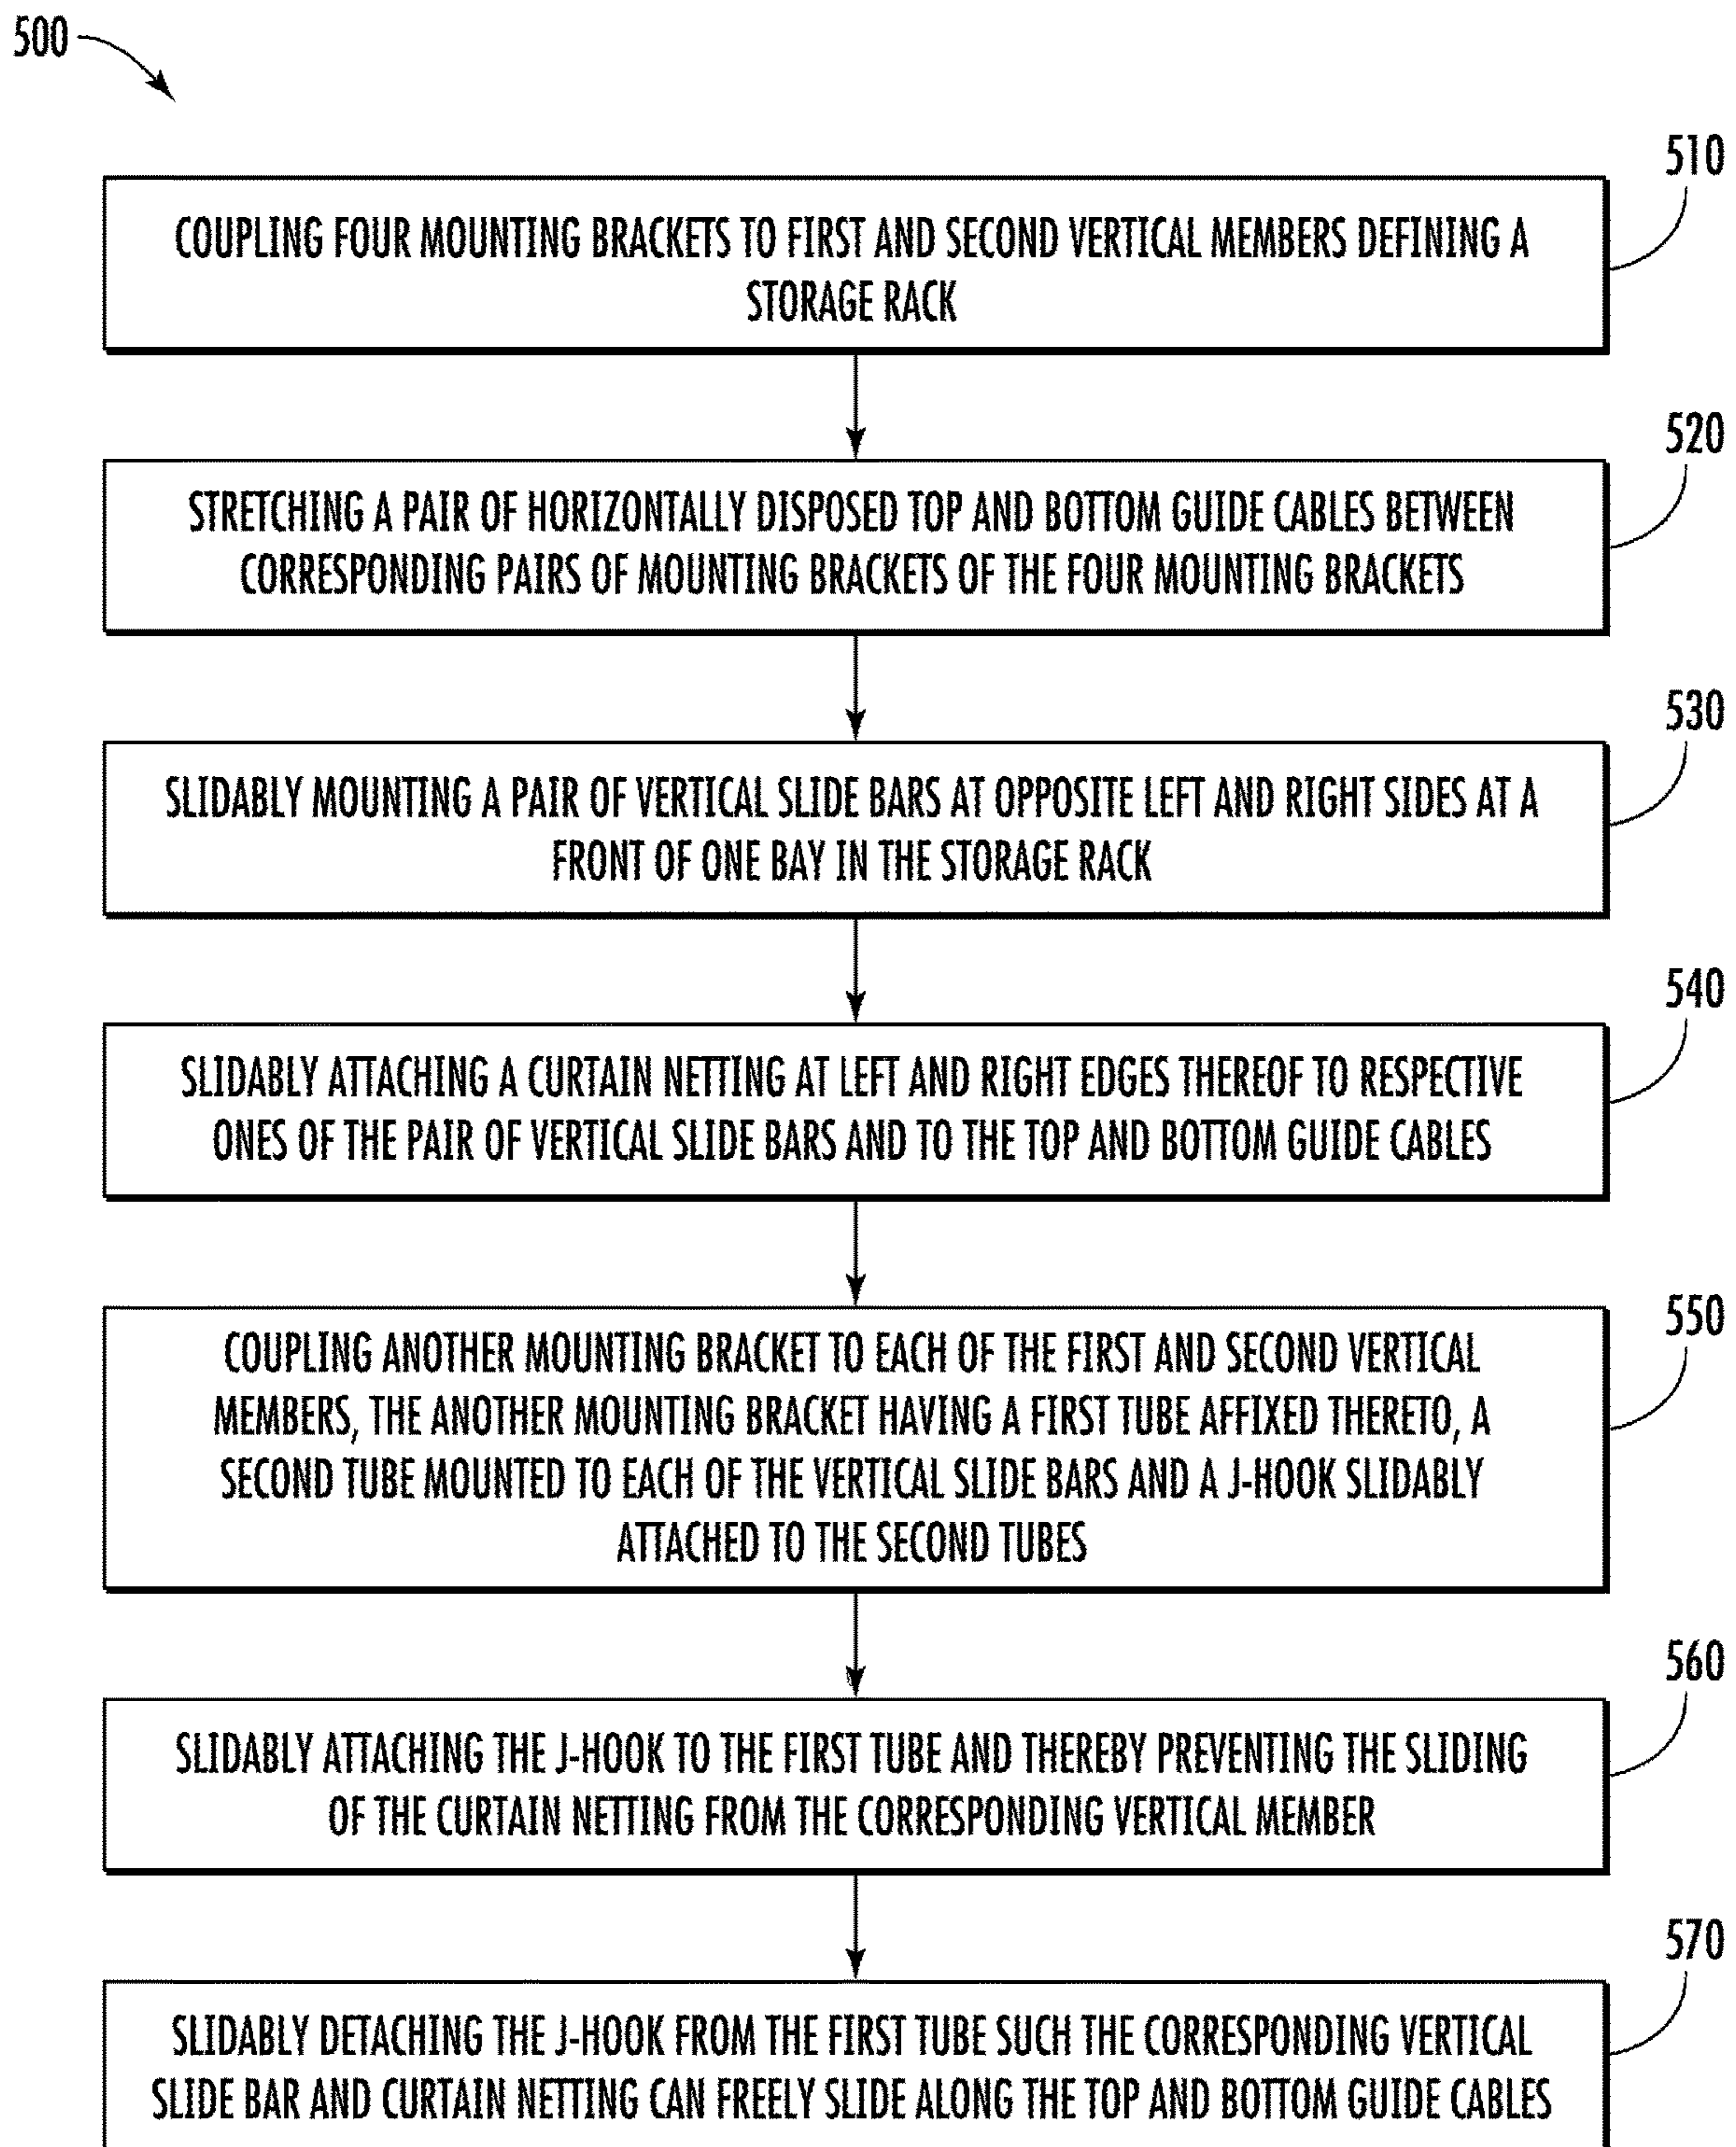 500
510
COUPLING FOUR MOUNTING BRACKETS TO FIRST AND SECOND VERTICAL MEMBERS DEFINING A
STORAGE RACK
520
STRETCHING A PAIR OF HORIZONTALLY DISPOSED TOP AND BOTTOM GUIDE CABLES BETWEEN
CORRESPONDING PAIRS OF MOUNTING BRACKETS OF THE FOUR MOUNTING BRACKETS
530
SLIDABLY MOUNTING A PAIR OF VERTICAL SLIDE BARS AT OPPOSITE LEFT AND RIGHT SIDES AT A
FRONT OF ONE BAY IN THE STORAGE RACK
540
SLIDABLY ATTACHING A CURTAIN NETTING AT LEFT AND RIGHT EDGES THEREOF TO RESPECTIVE
ONES OF THE PAIR OF VERTICAL SLIDE BARS AND TO THE TOP AND BOTTOM GUIDE CABLES
550
COUPLING ANOTHER MOUNTING BRACKET TO EACH OF THE FIRST AND SECOND VERTICAL
MEMBERS, THE ANOTHER MOUNTING BRACKET HAVING A FIRST TUBE AFFIXED THERETO, A
SECOND TUBE MOUNTED TO EACH OF THE VERTICAL SLIDE BARS AND A J-HOOK SLIDABLY
ATTACHED TO THE SECOND TUBES
560
SLIDABLY ATTACHING THE J-HOOK TO THE FIRST TUBE AND THEREBY PREVENTING THE SLIDING
OF THE CURTAIN NETTING FROM THE CORRESPONDING VERTICAL MEMBER
570
SLIDABLY DETACHING THE J-HOOK FROM THE FIRST TUBE SUCH THE CORRESPONDING VERTICAL
SLIDE BAR AND CURTAIN NETTING CAN FREELY SLIDE ALONG THE TOP AND BOTTOM GUIDE CABLES